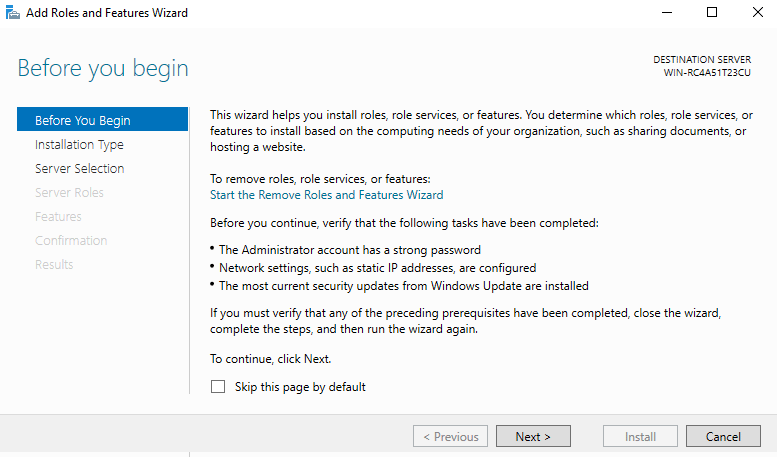 Add Roles and Features Wizard
Before you begin
DESTINATION SERVER
WIN-RC4A51T23CU
Before You Begin
Installation Type
Server Selection
Server Roles
Features
Confirmation
Results
This wizard helps you install roles, role services, or features. You determine which roles, role services, or
features to install based on the computing needs of your organization, such as sharing documents, or
hosting a website.
To remove roles, role services, or features:
Start the Remove Roles and Features Wizard
Before you continue, verify that the following tasks have been completed:
• The Administrator account has a strong password
• Network settings, such as static IP addresses, are configured
• The most current security updates from Windows Update are installed
If you must verify that any of the preceding prerequisites have been completed, close the wizard,
complete the steps, and then run the wizard again.
To continue, click Next.
Skip this page by default
< Previous
Next >
Install
Cancel